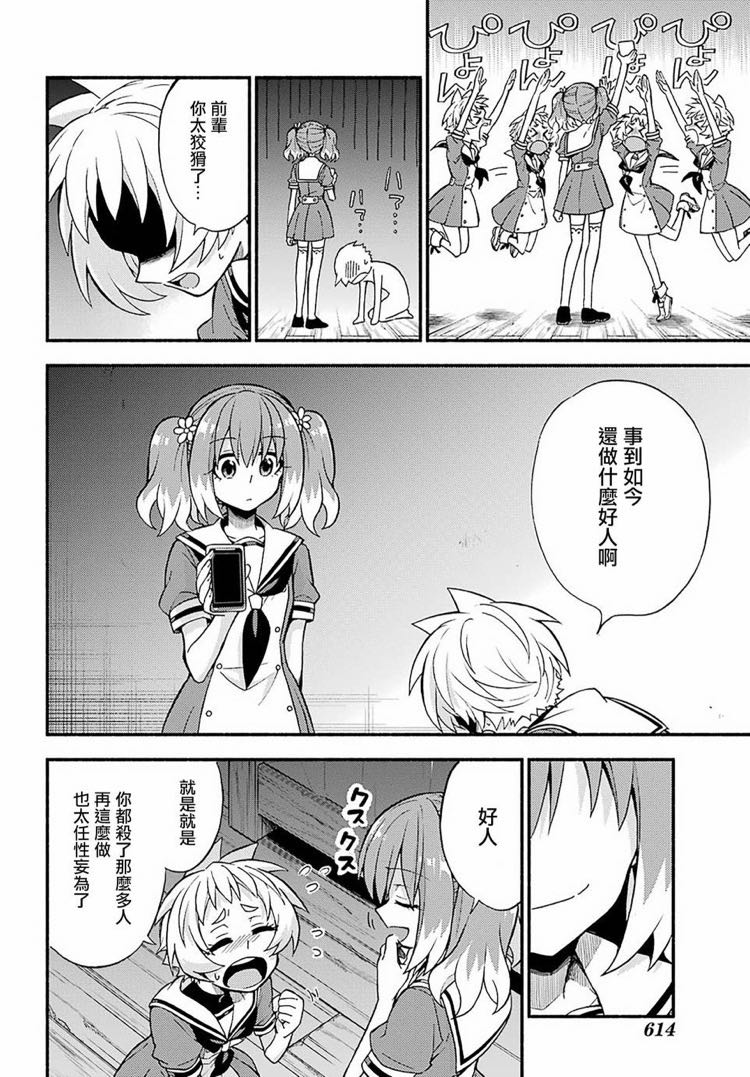 ぴょん
ぴょん
ぴょん
ぴょん
ハァ…
ハァ…
前輩
你太狡猾了…
事到如今
還做什麼好人啊
好人
クスクス
就是就是
你都殺了那麼多人
再這麼做
也太任性妄為了
614